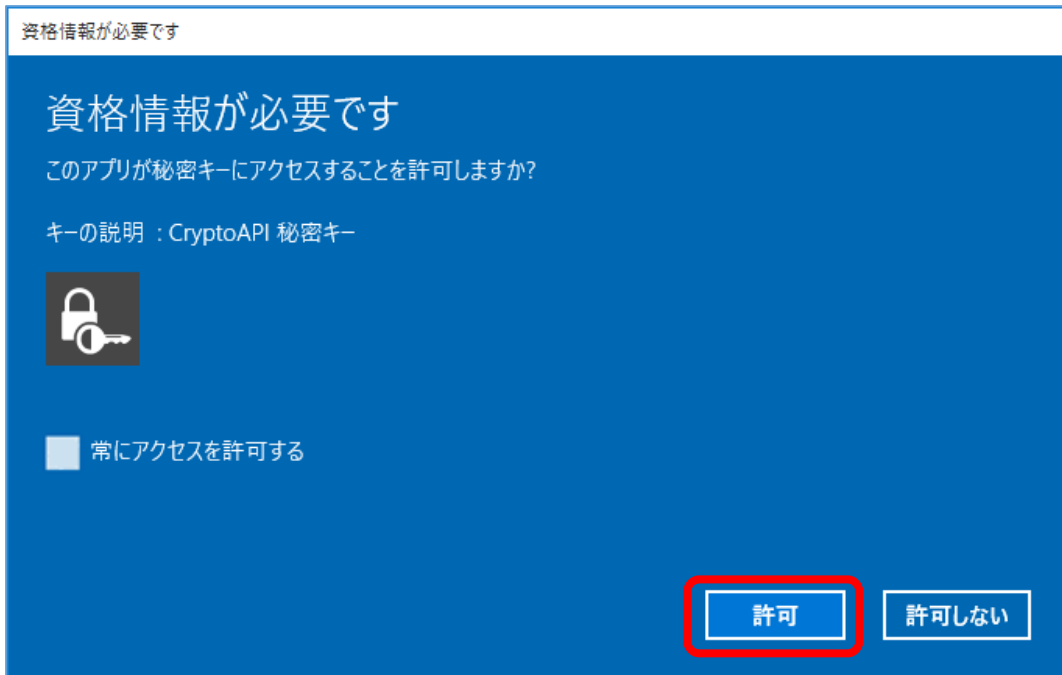 資格情報が必要です
資格情報が必要です
このアプリが秘密キーにアクセスすることを許可しますか?
キーの説明 : CryptoAPI 秘密キー
常にアクセスを許可する
許可
許可しない